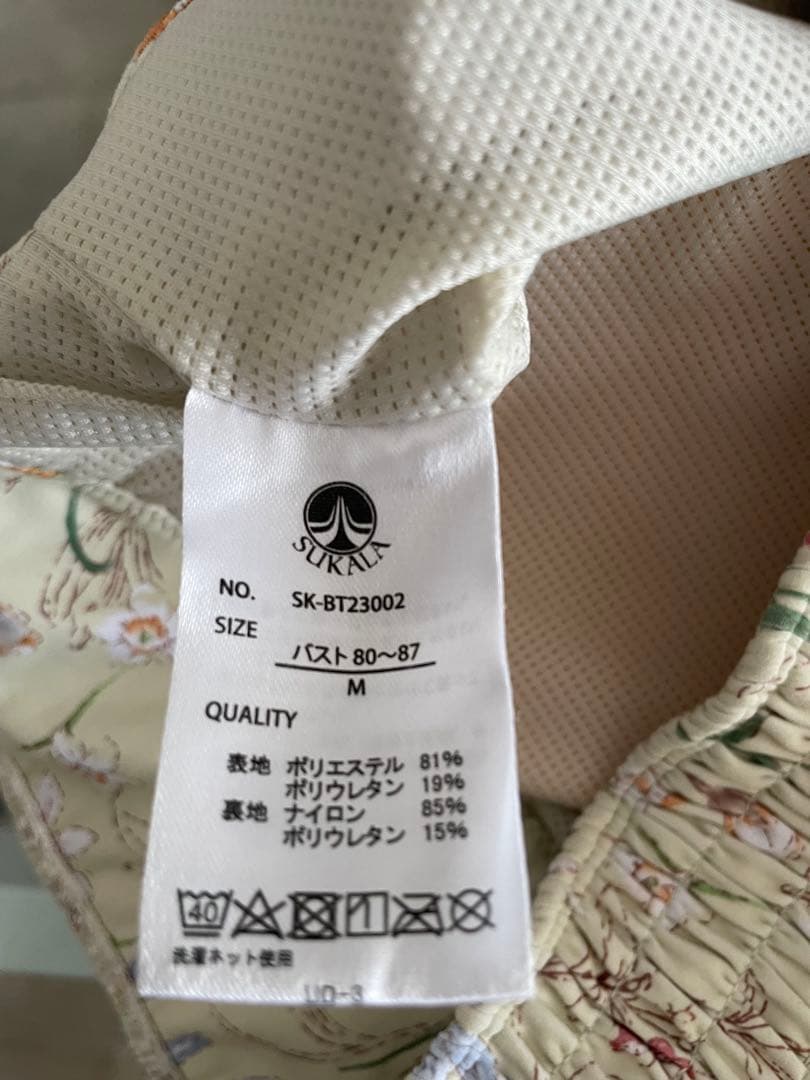 SUKALA
NO. SK-BT23002
SIZE バスト80～87
M
QUALITY
表地 ポリエステル 81%
ポリウレタン 19%
裏地 ナイロン 85%
ポリウレタン 15%
40
洗濯ネット使用